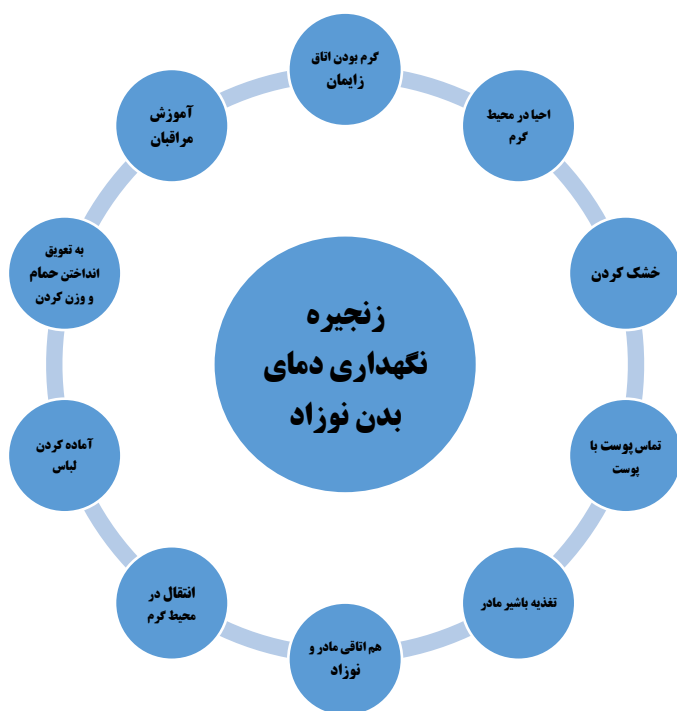 زنجیره
نگهداری دمای
بدن نوزاد
گرم بودن اتاق
زایمان
احیا در محیط
گرم
خشک کردن
تماس پوست با
پوست
تغذیه باشیر مادر
هم اتاقی مادر و
نوزاد
انتقال در
محیط گرم
آماده کردن
لباس
به تعویق
انداختن حمام
و وزن کردن
آموزش
مراقبان